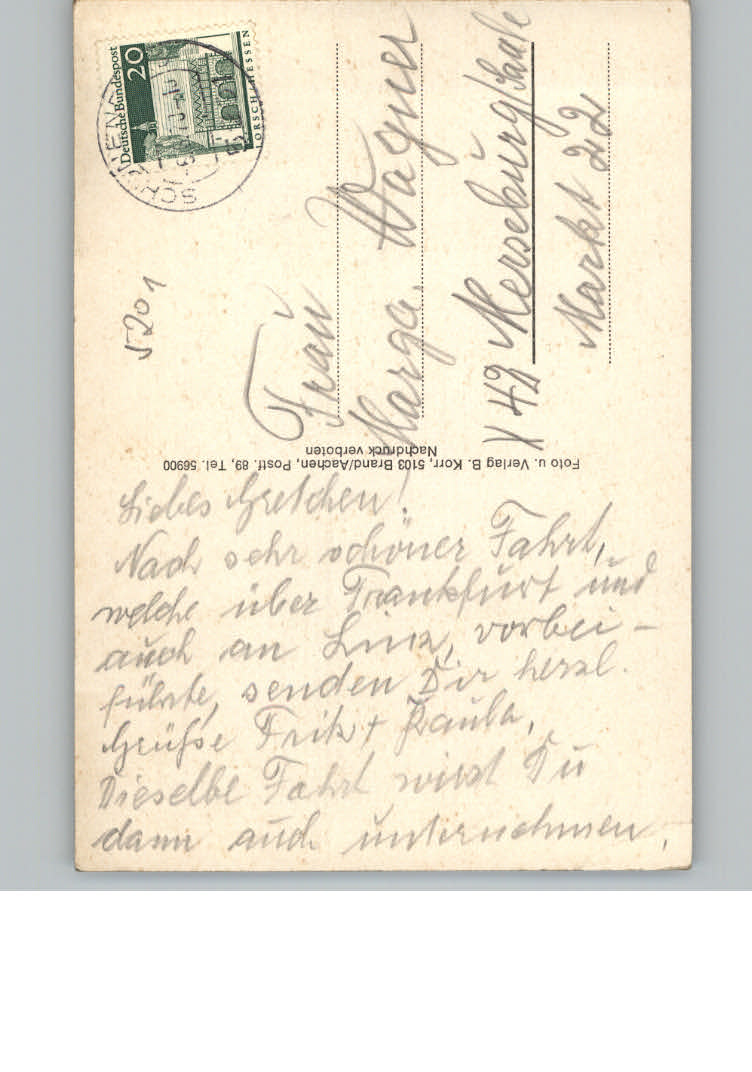 Liebes Gretchen!
Nach sehr schöner Fahrt,
welche über Frankfurt und
auch an Linz, vorbei-
führte, senden Dir herzl.
Grüße Fritz + Paula,
Dieselbe Fahrt wirst Du
dann auch unternehmen,
Foto u. Verlag B. Korr, 5103 Brand/Aachen, Postf. 89, Tel. 56900
Nachdruck verboten
5201
Deutsche Bundespost
20
LORSCH/HESSEN
Frau
Marga. Wagner
X 42 Merseburg/Saale
Markt 22